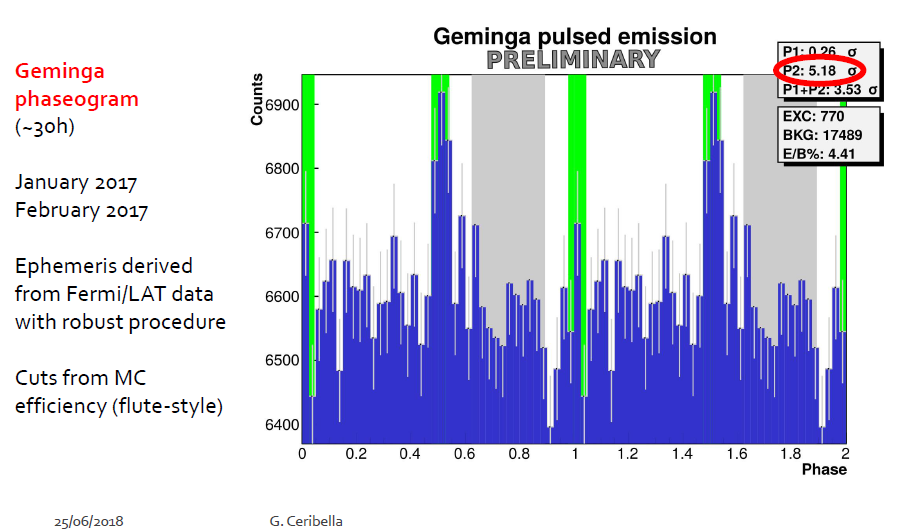 Geminga pulsed emission
PRELIMINARY
Geminga
phaseogram
(~30h)
January 2017
February 2017
Ephemeris derived
from Fermi/LAT data
with robust procedure
Cuts from MC
efficiency (flute-style)
Counts
6900
6800
6700
6600
6500
6400
0
0.2
0.4
0.6
0.8
1
1.2
1.4
1.6
1.8
2
Phase
P1: 0.26 σ
P2: 5.18 σ
P1+P2: 3.53 σ
EXC: 770
BKG: 17489
E/B%: 4.41
25/06/2018
G. Ceribella